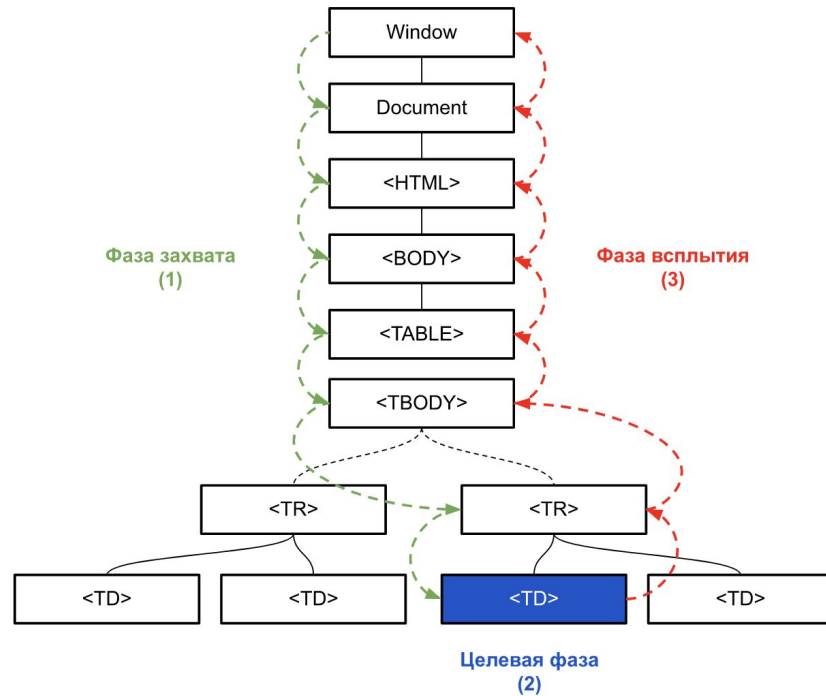 Window
Document
<HTML>
Фаза захвата
(1)
<BODY>
Фаза всплытия
(3)
<TABLE>
<TBODY>
<TR>
<TR>
<TD>
<TD>
<TD>
<TD>
Целевая фаза
(2)